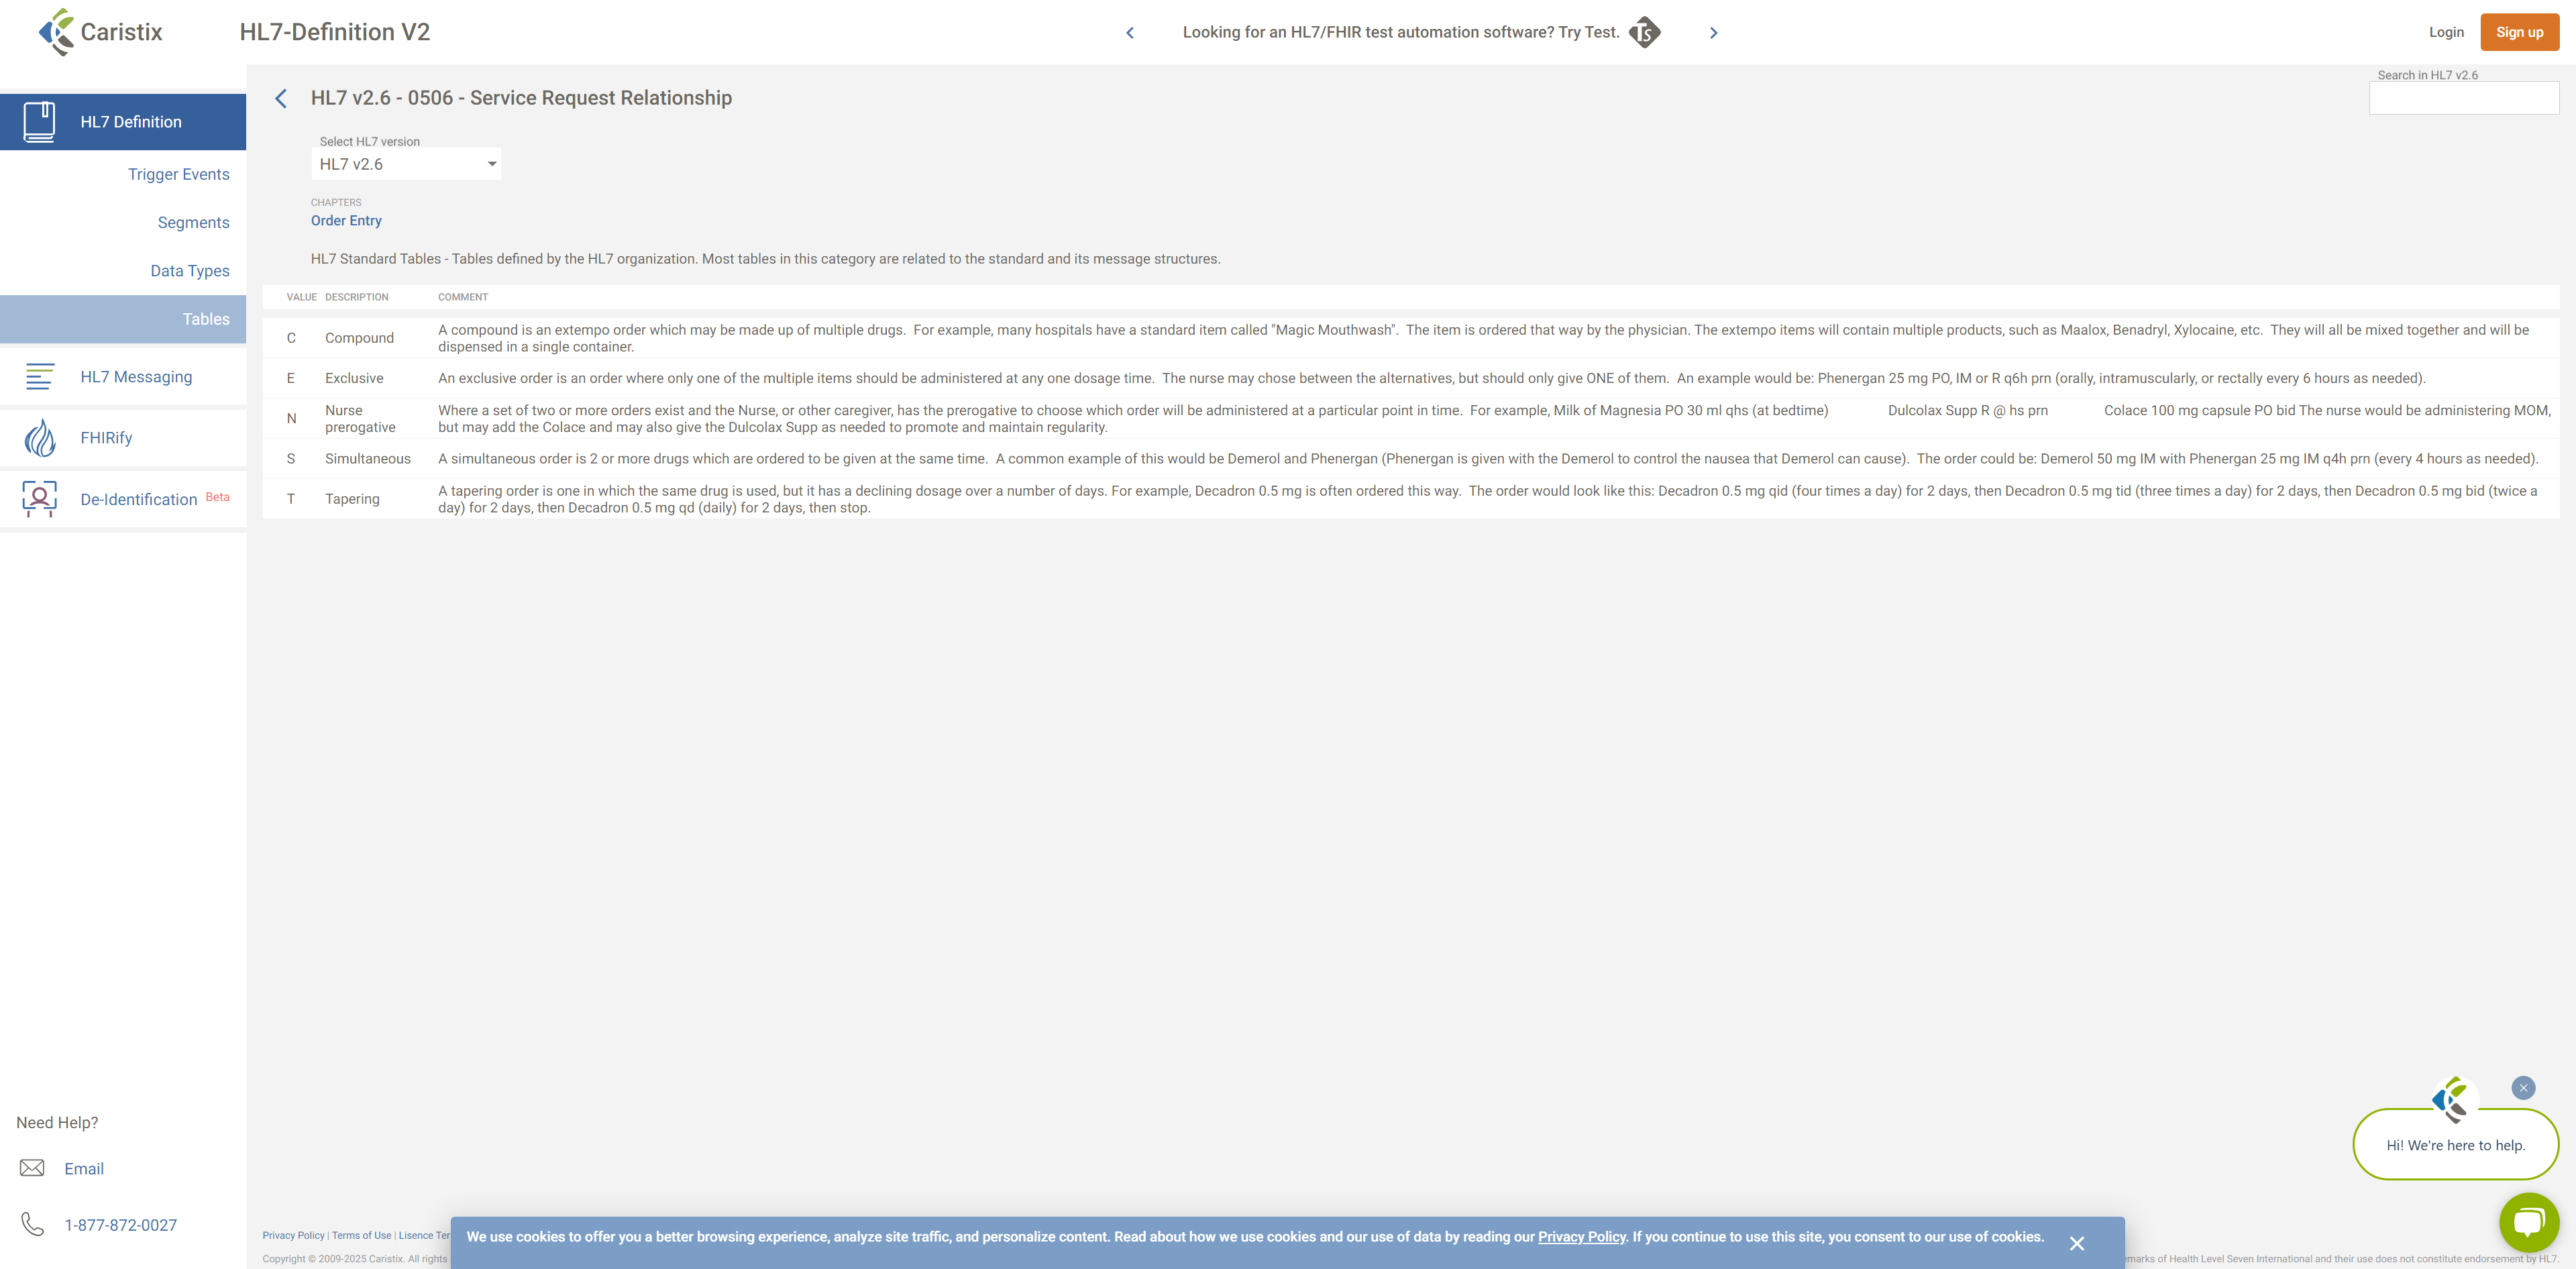 Caristix
HL7-Definition V2
Looking for an HL7/FHIR test automation software? Try Test.
Ts
Login
Sign up
HL7 Definition
Trigger Events
Segments
Data Types
Tables
HL7 Messaging
FHIRify
De-Identification Beta
Need Help?
Email
1-877-872-0027
HL7 v2.6 - 0506 - Service Request Relationship
Search in HL7 v2.6
Select HL7 version
HL7 v2.6
CHAPTERS
Order Entry
HL7 Standard Tables - Tables defined by the HL7 organization. Most tables in this category are related to the standard and its message structures.
VALUE DESCRIPTION COMMENT
C Compound A compound is an extempo order which may be made up of multiple drugs. For example, many hospitals have a standard item called "Magic Mouthwash". The item is ordered that way by the physician. The extempo items will contain multiple products, such as Maalox, Benadryl, Xylocaine, etc. They will all be mixed together and will be
dispensed in a single container.
E Exclusive An exclusive order is an order where only one of the multiple items should be administered at any one dosage time. The nurse may chose between the alternatives, but should only give ONE of them. An example would be: Phenergan 25 mg PO, IM or R q6h prn (orally, intramuscularly, or rectally every 6 hours as needed).
N Nurse prerogative Where a set of two or more orders exist and the Nurse, or other caregiver, has the prerogative to choose which order will be administered at a particular point in time. For example, Milk of Magnesia PO 30 ml qhs (at bedtime) Dulcolax Supp R @ hs prn Colace 100 mg capsule PO bid The nurse would be administering MOM,
but may add the Colace and may also give the Dulcolax Supp as needed to promote and maintain regularity.
S Simultaneous A simultaneous order is 2 or more drugs which are ordered to be given at the same time. A common example of this would be Demerol and Phenergan (Phenergan is given with the Demerol to control the nausea that Demerol can cause). The order could be: Demerol 50 mg IM with Phenergan 25 mg IM q4h prn (every 4 hours as needed).
T Tapering A tapering order is one in which the same drug is used, but it has a declining dosage over a number of days. For example, Decadron 0.5 mg is often ordered this way. The order would look like this: Decadron 0.5 mg qid (four times a day) for 2 days, then Decadron 0.5 mg tid (three times a day) for 2 days, then Decadron 0.5 mg bid (twice a
day) for 2 days, then Decadron 0.5 mg qd (daily) for 2 days, then stop.
Hi! We're here to help.
Privacy Policy | Terms of Use | Lisence Ter
We use cookies to offer you a better browsing experience, analyze site traffic, and personalize content. Read about how we use cookies and our use of data by reading our Privacy Policy. If you continue to use this site, you consent to our use of cookies.
Copyright © 2009-2025 Caristix. All rights
emarks of Health Level Seven International and their use does not constitute endorsement by HL7.